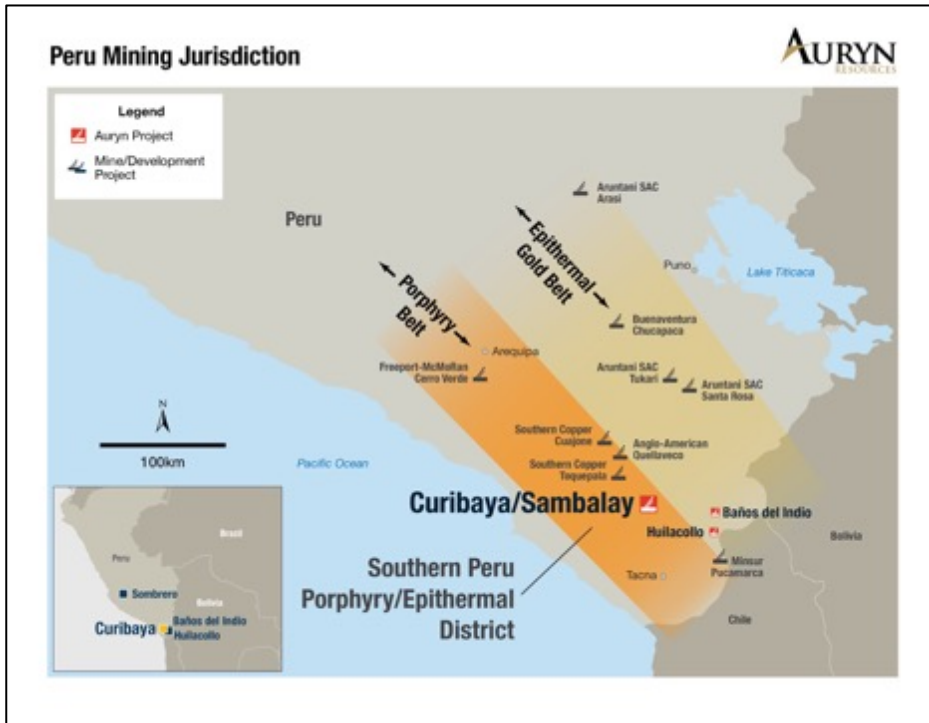 Peru Mining Jurisdiction
AURYN
RESOURCES
Legend
Auryn Project
Mine/Development
Project
Peru
Aruntani SAC
Arasi
Epithermal
Gold Belt
Puno
Lake Titicaca
Porphyry
Belt
Buenaventura
Chucapaca
Arequipa
Freeport-McMoRan
Cerro Verde
Aruntani SAC
Tukari
Aruntani SAC
Santa Rosa
N
100km
Pacific Ocean
Southern Copper
Cuajone
Anglo-American
Quellaveco
Southern Copper
Toquepala
Curibaya/Sambalay
Baños del Indio
Huilacollo
Bolivia
Minsur
Pucamarca
Southern Peru
Porphyry/Epithermal
District
Tacna
Chile
Brazil
Peru
Sombrero
Bolivia
Curibaya
Baños del Indio
Huilacollo